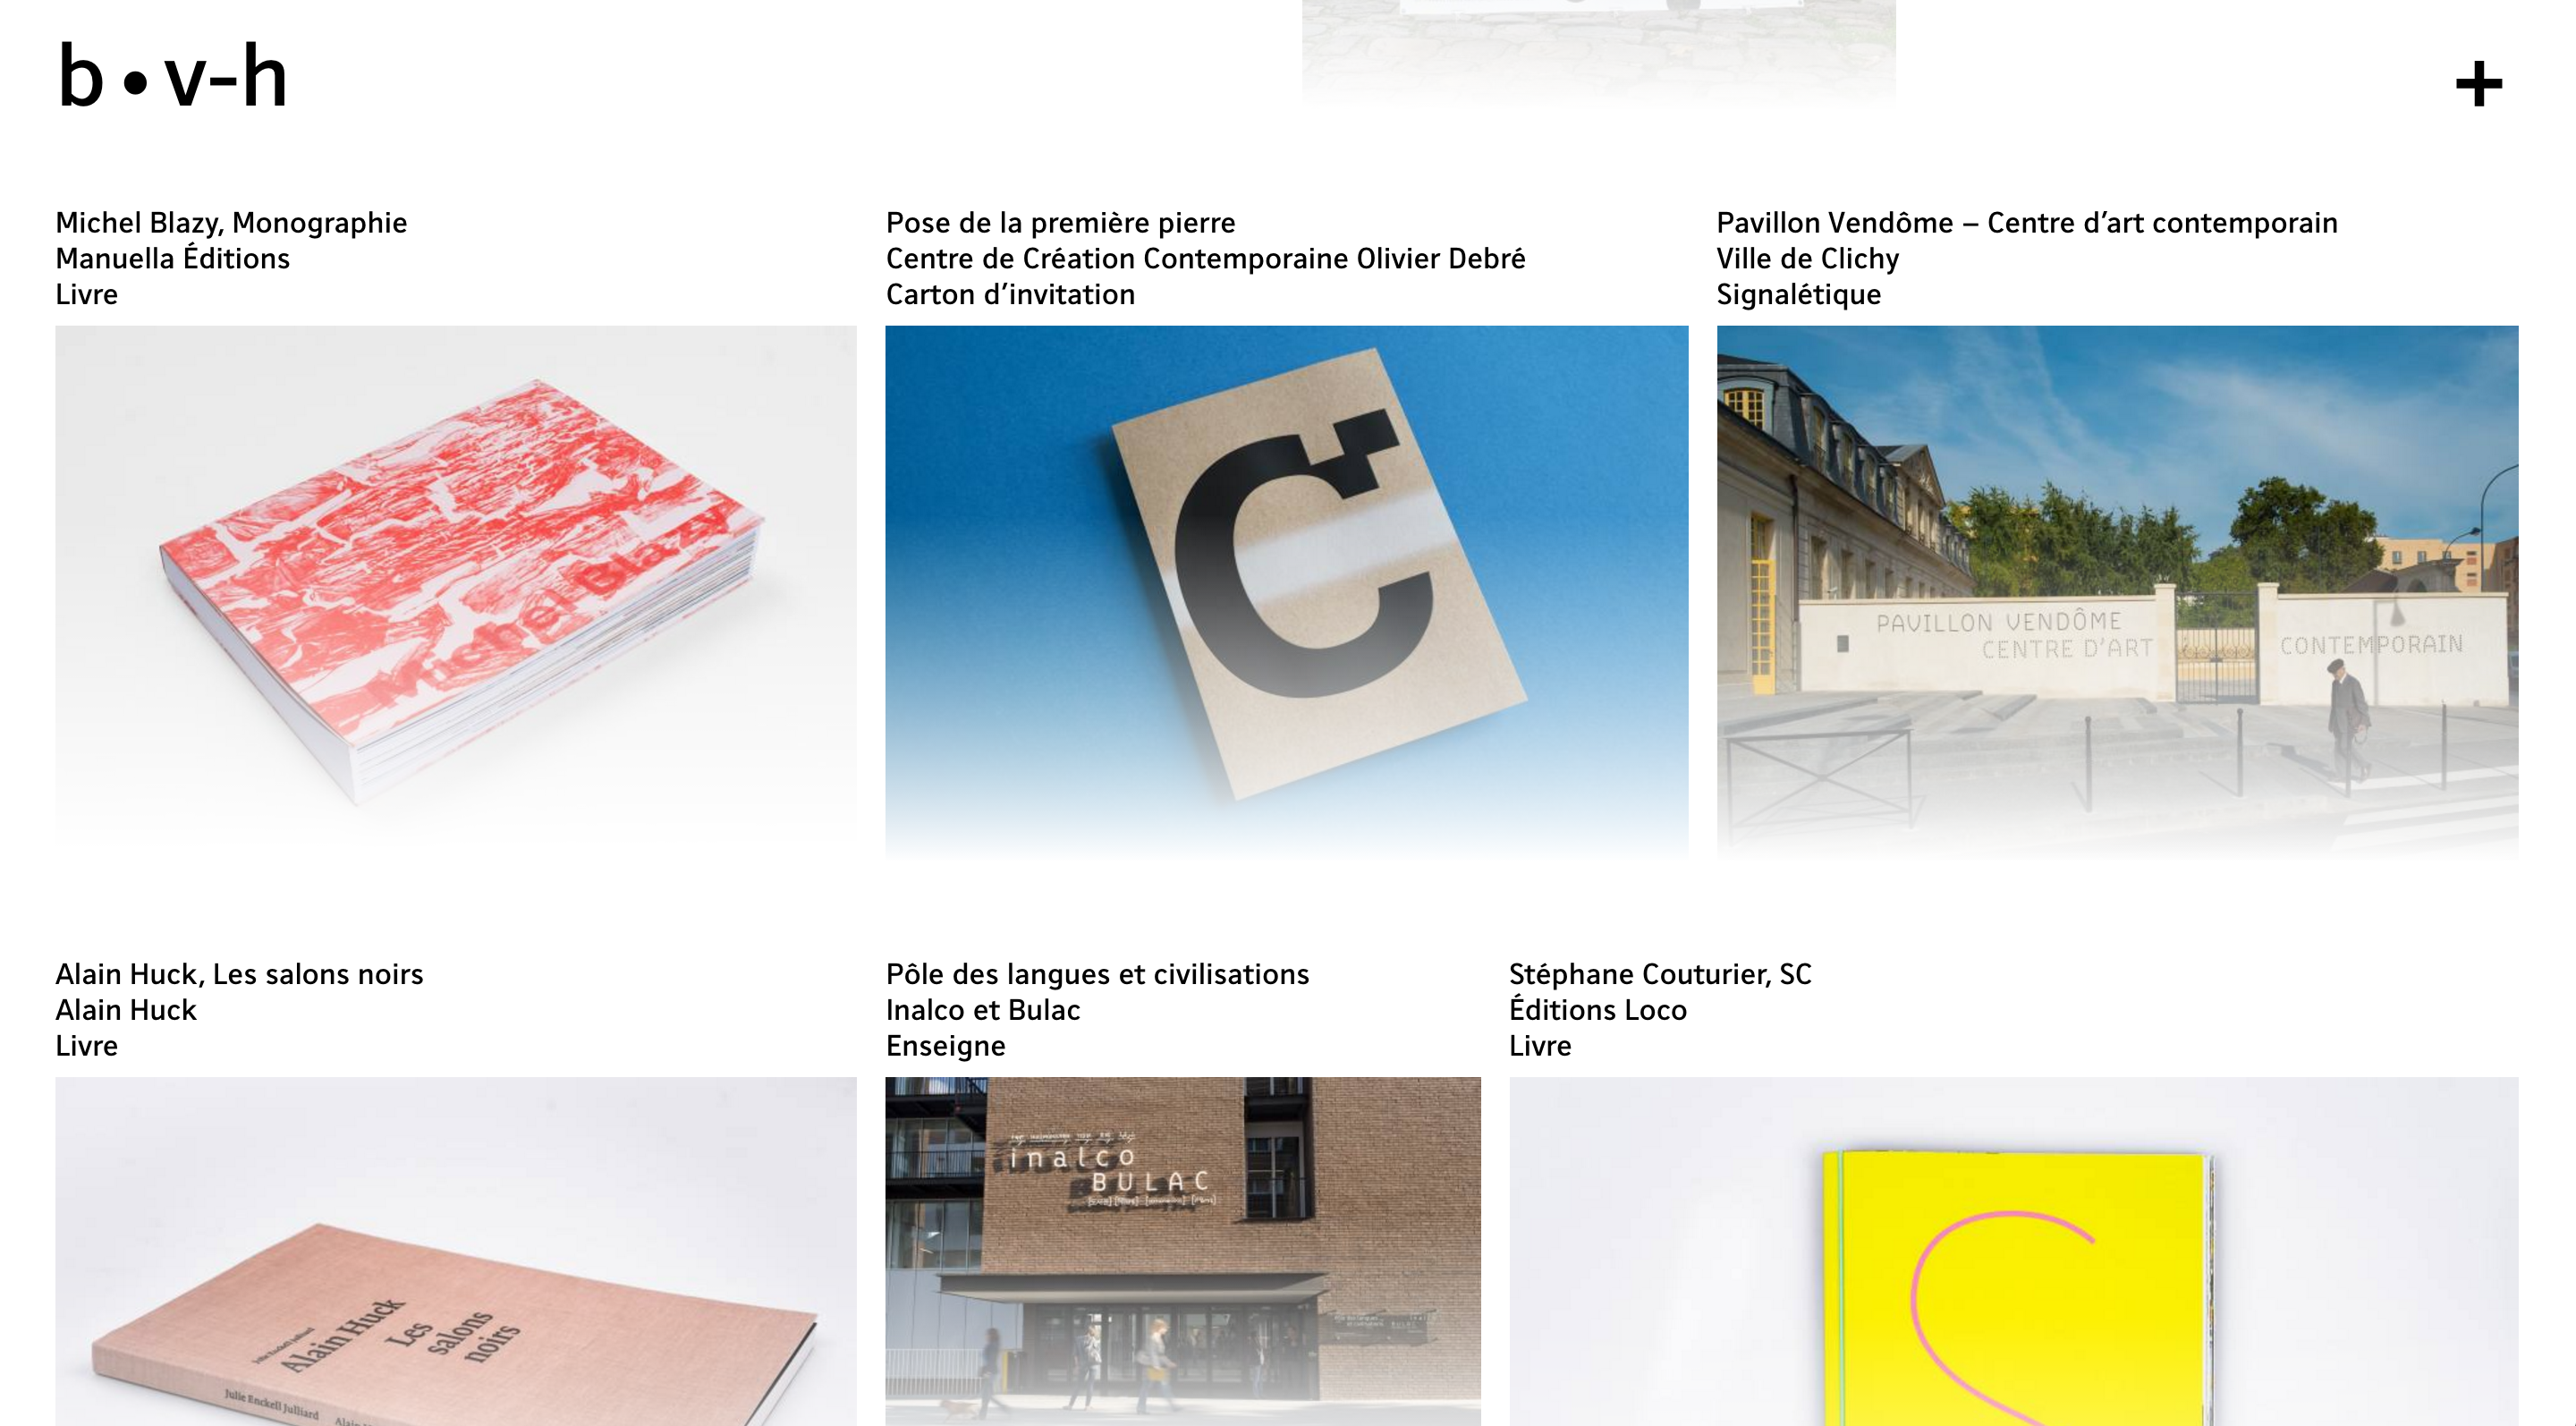 b • v-h
+
Michel Blazy, Monographie
Manuella Éditions
Livre
Pose de la première pierre
Centre de Création Contemporaine Olivier Debré
Carton d’invitation
Pavillon Vendôme – Centre d’art contemporain
Ville de Clichy
Signalétique
Michel Blazy
C
PAVILLON VENDÔME
CENTRE D’ART
CONTEMPORAIN
Alain Huck, Les salons noirs
Alain Huck
Livre
Pôle des langues et civilisations
Inalco et Bulac
Enseigne
Stéphane Couturier, SC
Éditions Loco
Livre
Julie Enckell Julliard
Alain Huck
Les
salons
noirs
Julie Enckell Julliard
inalco
BULAC